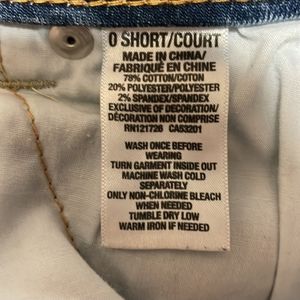 0 SHORT/COURT
MADE IN CHINA/
FABRIQUÉ EN CHINE
78% COTTON/COTON
20% POLYESTER/POLYESTER
2% SPANDEX/SPANDEX
EXCLUSIVE OF DECORATION/
DÉCORATION NON COMPRISE
RN121726 CA53201
WASH ONCE BEFORE
WEARING
TURN GARMENT INSIDE OUT
MACHINE WASH COLD
SEPARATELY
ONLY NON-CHLORINE BLEACH
WHEN NEEDED
TUMBLE DRY LOW
WARM IRON IF NEEDED